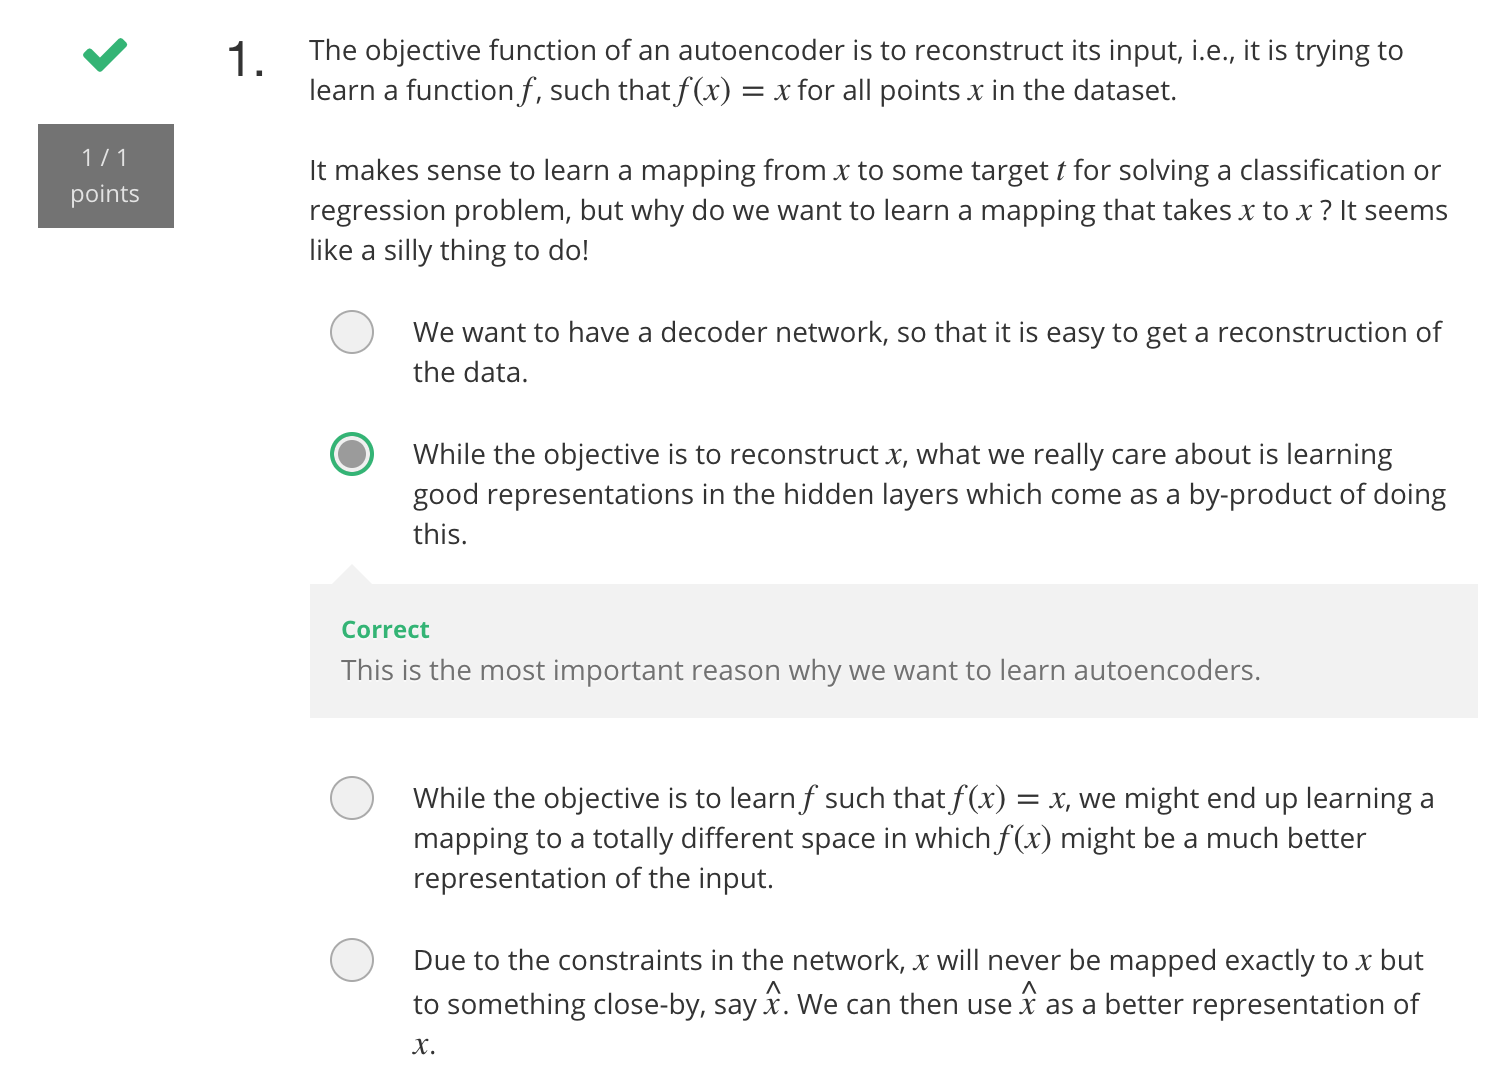 1 / 1
points
1.
The objective function of an autoencoder is to reconstruct its input, i.e., it is trying to
learn a function f, such that f(x) = x for all points x in the dataset.
It makes sense to learn a mapping from x to some target t for solving a classification or
regression problem, but why do we want to learn a mapping that takes x to x ? It seems
like a silly thing to do!
We want to have a decoder network, so that it is easy to get a reconstruction of
the data.
While the objective is to reconstruct x, what we really care about is learning
good representations in the hidden layers which come as a by-product of doing
this.
Correct
This is the most important reason why we want to learn autoencoders.
While the objective is to learn f such that f(x) = x, we might end up learning a
mapping to a totally different space in which f(x) might be a much better
representation of the input.
Due to the constraints in the network, x will never be mapped exactly to x but
to something close-by, say x̂. We can then use x̂ as a better representation of
x.